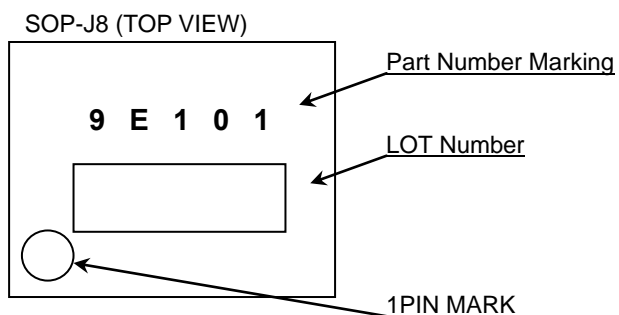 SOP-J8 (TOP VIEW)
Part Number Marking
9 E 1 0 1
LOT Number
1PIN MARK